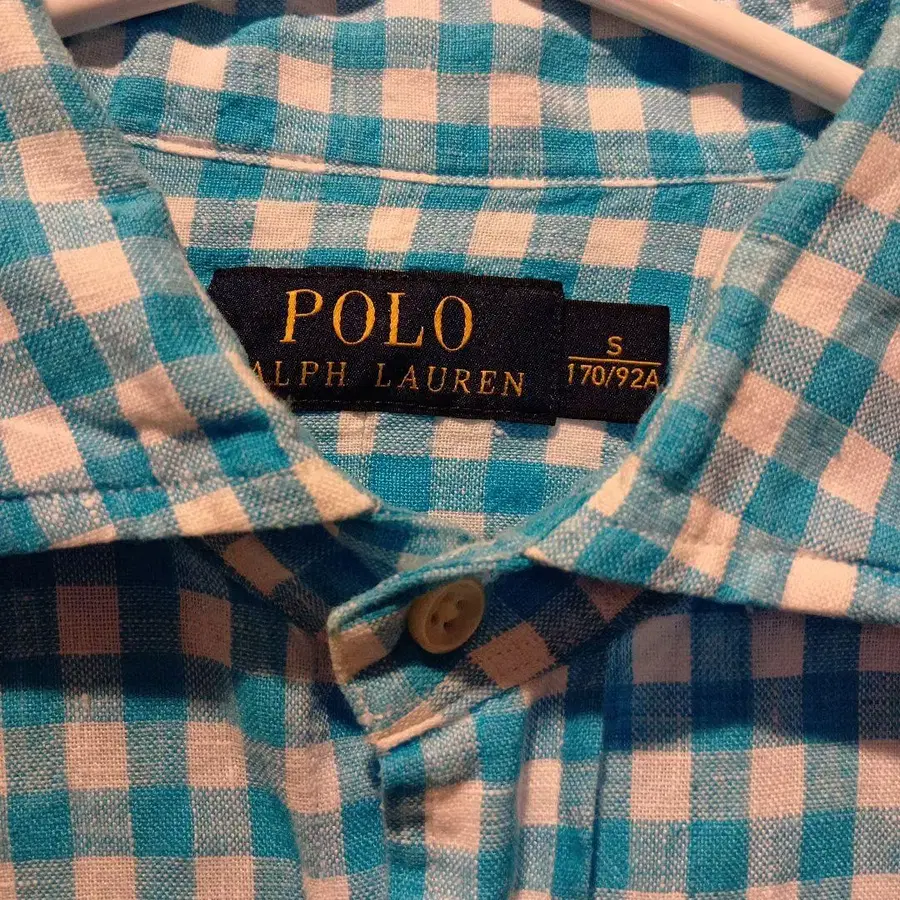 POLO
ALPH LAUREN
S
170/92A